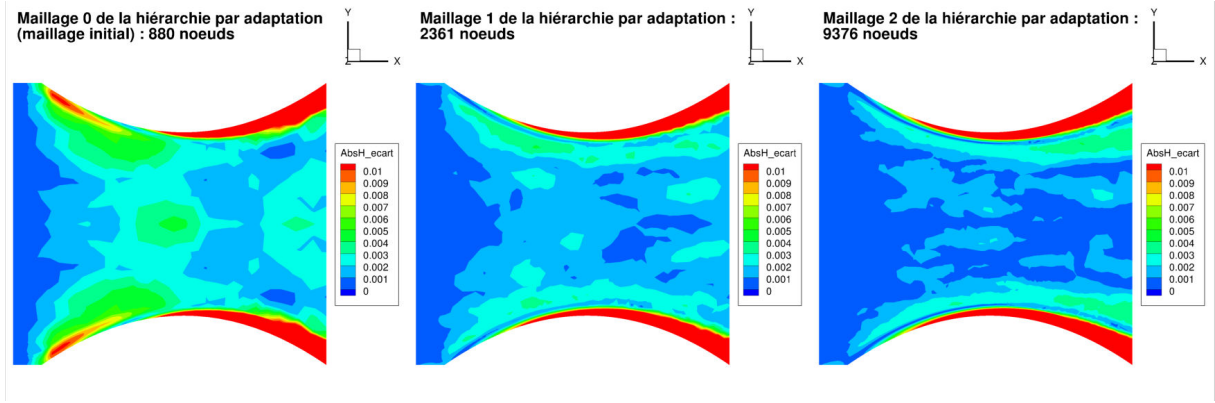 Maillage 0 de la hiérarchie par adaptation
(maillage initial) : 880 noeuds
Y
Z
X
AbsH_ecart
0.01
0.009
0.008
0.007
0.006
0.005
0.004
0.003
0.002
0.001
0
Maillage 1 de la hiérarchie par adaptation :
2361 noeuds
Y
Z
X
AbsH_ecart
0.01
0.009
0.008
0.007
0.006
0.005
0.004
0.003
0.002
0.001
0
Maillage 2 de la hiérarchie par adaptation :
9376 noeuds
Y
Z
X
AbsH_ecart
0.01
0.009
0.008
0.007
0.006
0.005
0.004
0.003
0.002
0.001
0